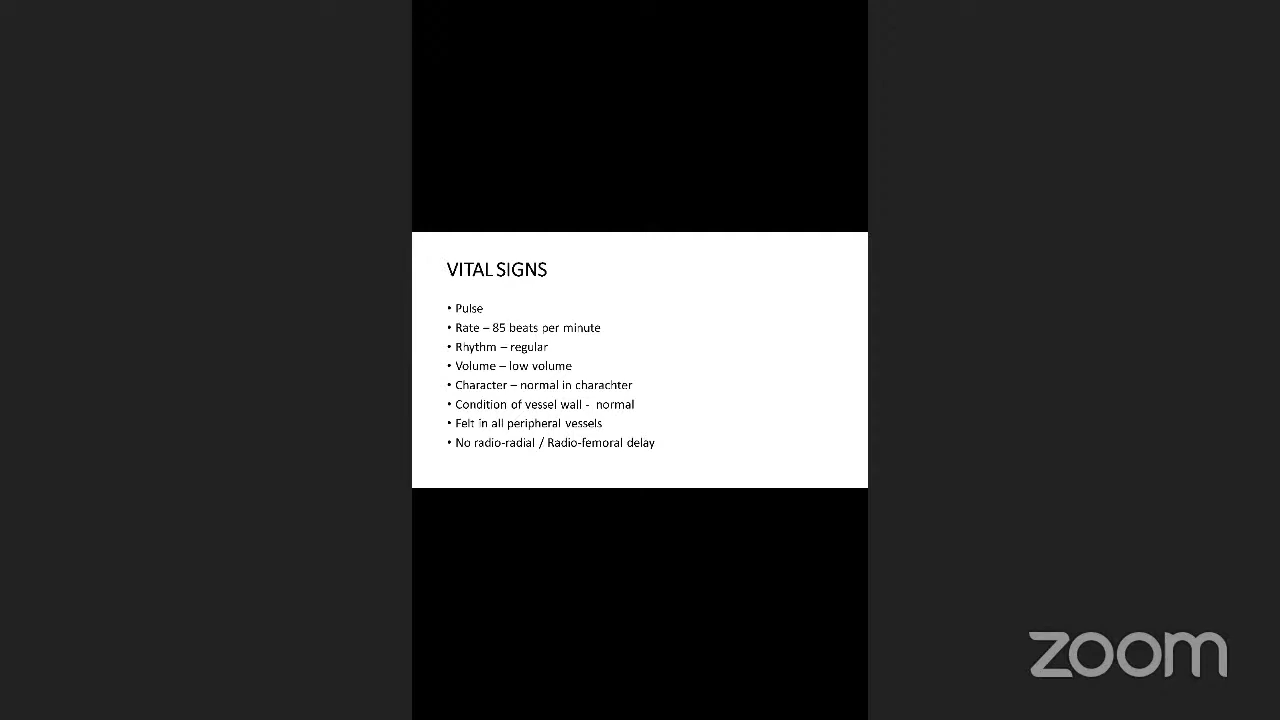 VITAL SIGNS
• Pulse
• Rate – 85 beats per minute
• Rhythm – regular
• Volume – low volume
• Character – normal in charachter
• Condition of vessel wall -  normal
• Felt in all peripheral vessels
• No radio-radial / Radio-femoral delay
zoom